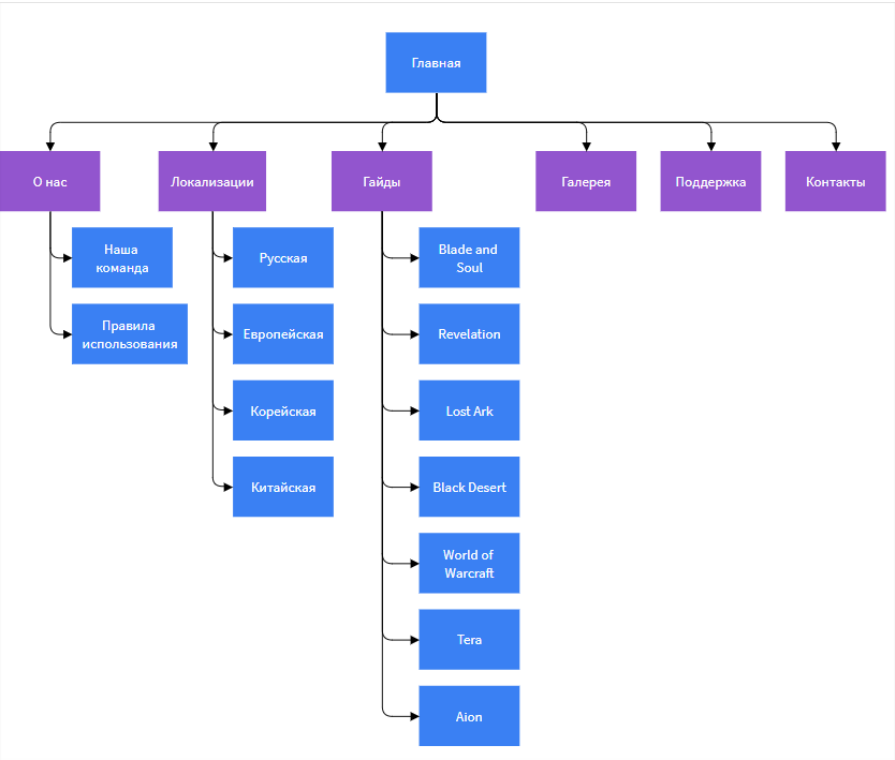 Главная
О нас
Локализации
Гайды
Галерея
Поддержка
Контакты
Наша
команда
Правила
использования
Русская
Европейская
Корейская
Китайская
Blade and
Soul
Revelation
Lost Ark
Black Desert
World of
Warcraft
Tera
Aion